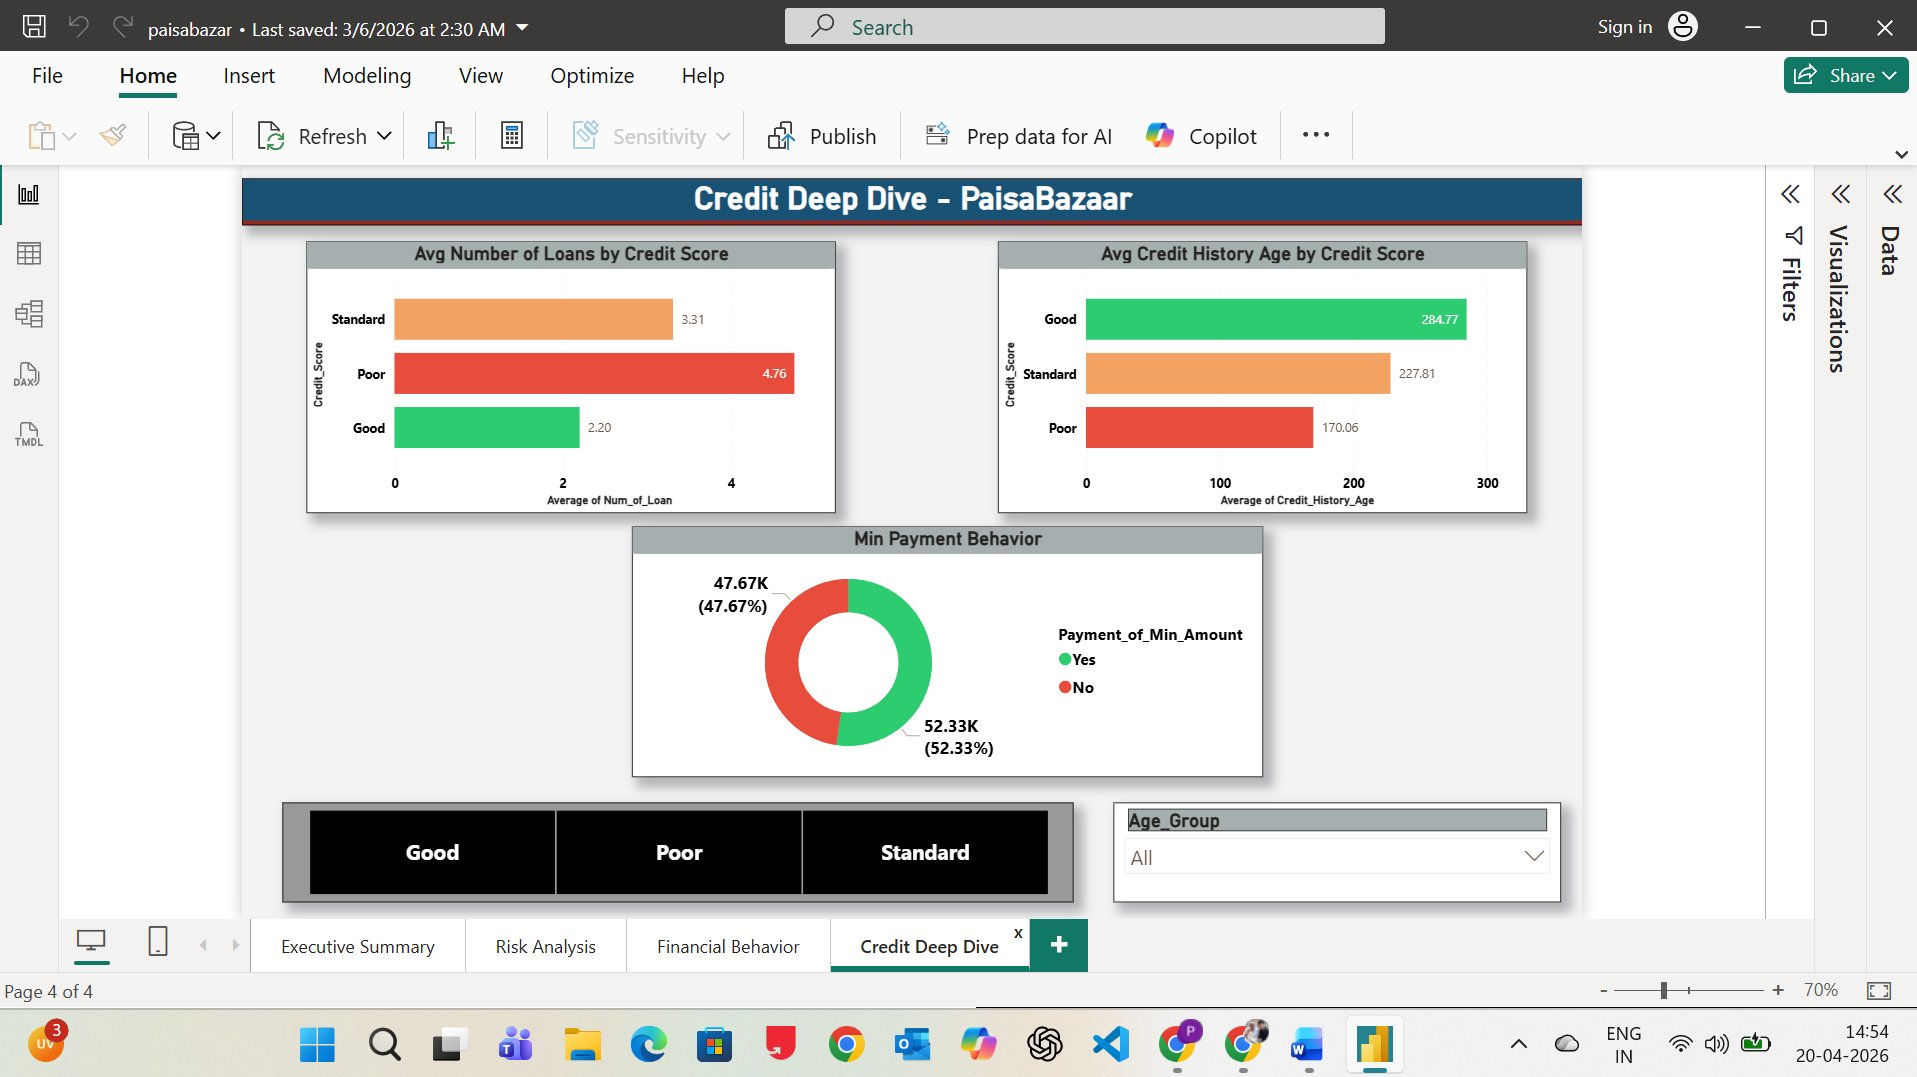 paisabazar • Last saved: 3/6/2026 at 2:30 AM
Search
Sign in
File Home Insert Modeling View Optimize Help
Share
Refresh
Sensitivity
Publish
Prep data for AI
Copilot
DAX
TMDL
Credit Deep Dive - PaisaBazaar
Avg Number of Loans by Credit Score
Credit_Score
Standard 3.31
Poor 4.76
Good 2.20
0 2 4
Average of Num_of_Loan
Avg Credit History Age by Credit Score
Credit_Score
Good 284.77
Standard 227.81
Poor 170.06
0 100 200 300
Average of Credit_History_Age
Min Payment Behavior
47.67K
(47.67%)
52.33K
(52.33%)
Payment_of_Min_Amount
Yes
No
Good Poor Standard
Age_Group
All
Filters
Visualizations
Data
Executive Summary Risk Analysis Financial Behavior Credit Deep Dive x +
Page 4 of 4
- + 70%
UV 3
P
ENG
IN
14:54
20-04-2026